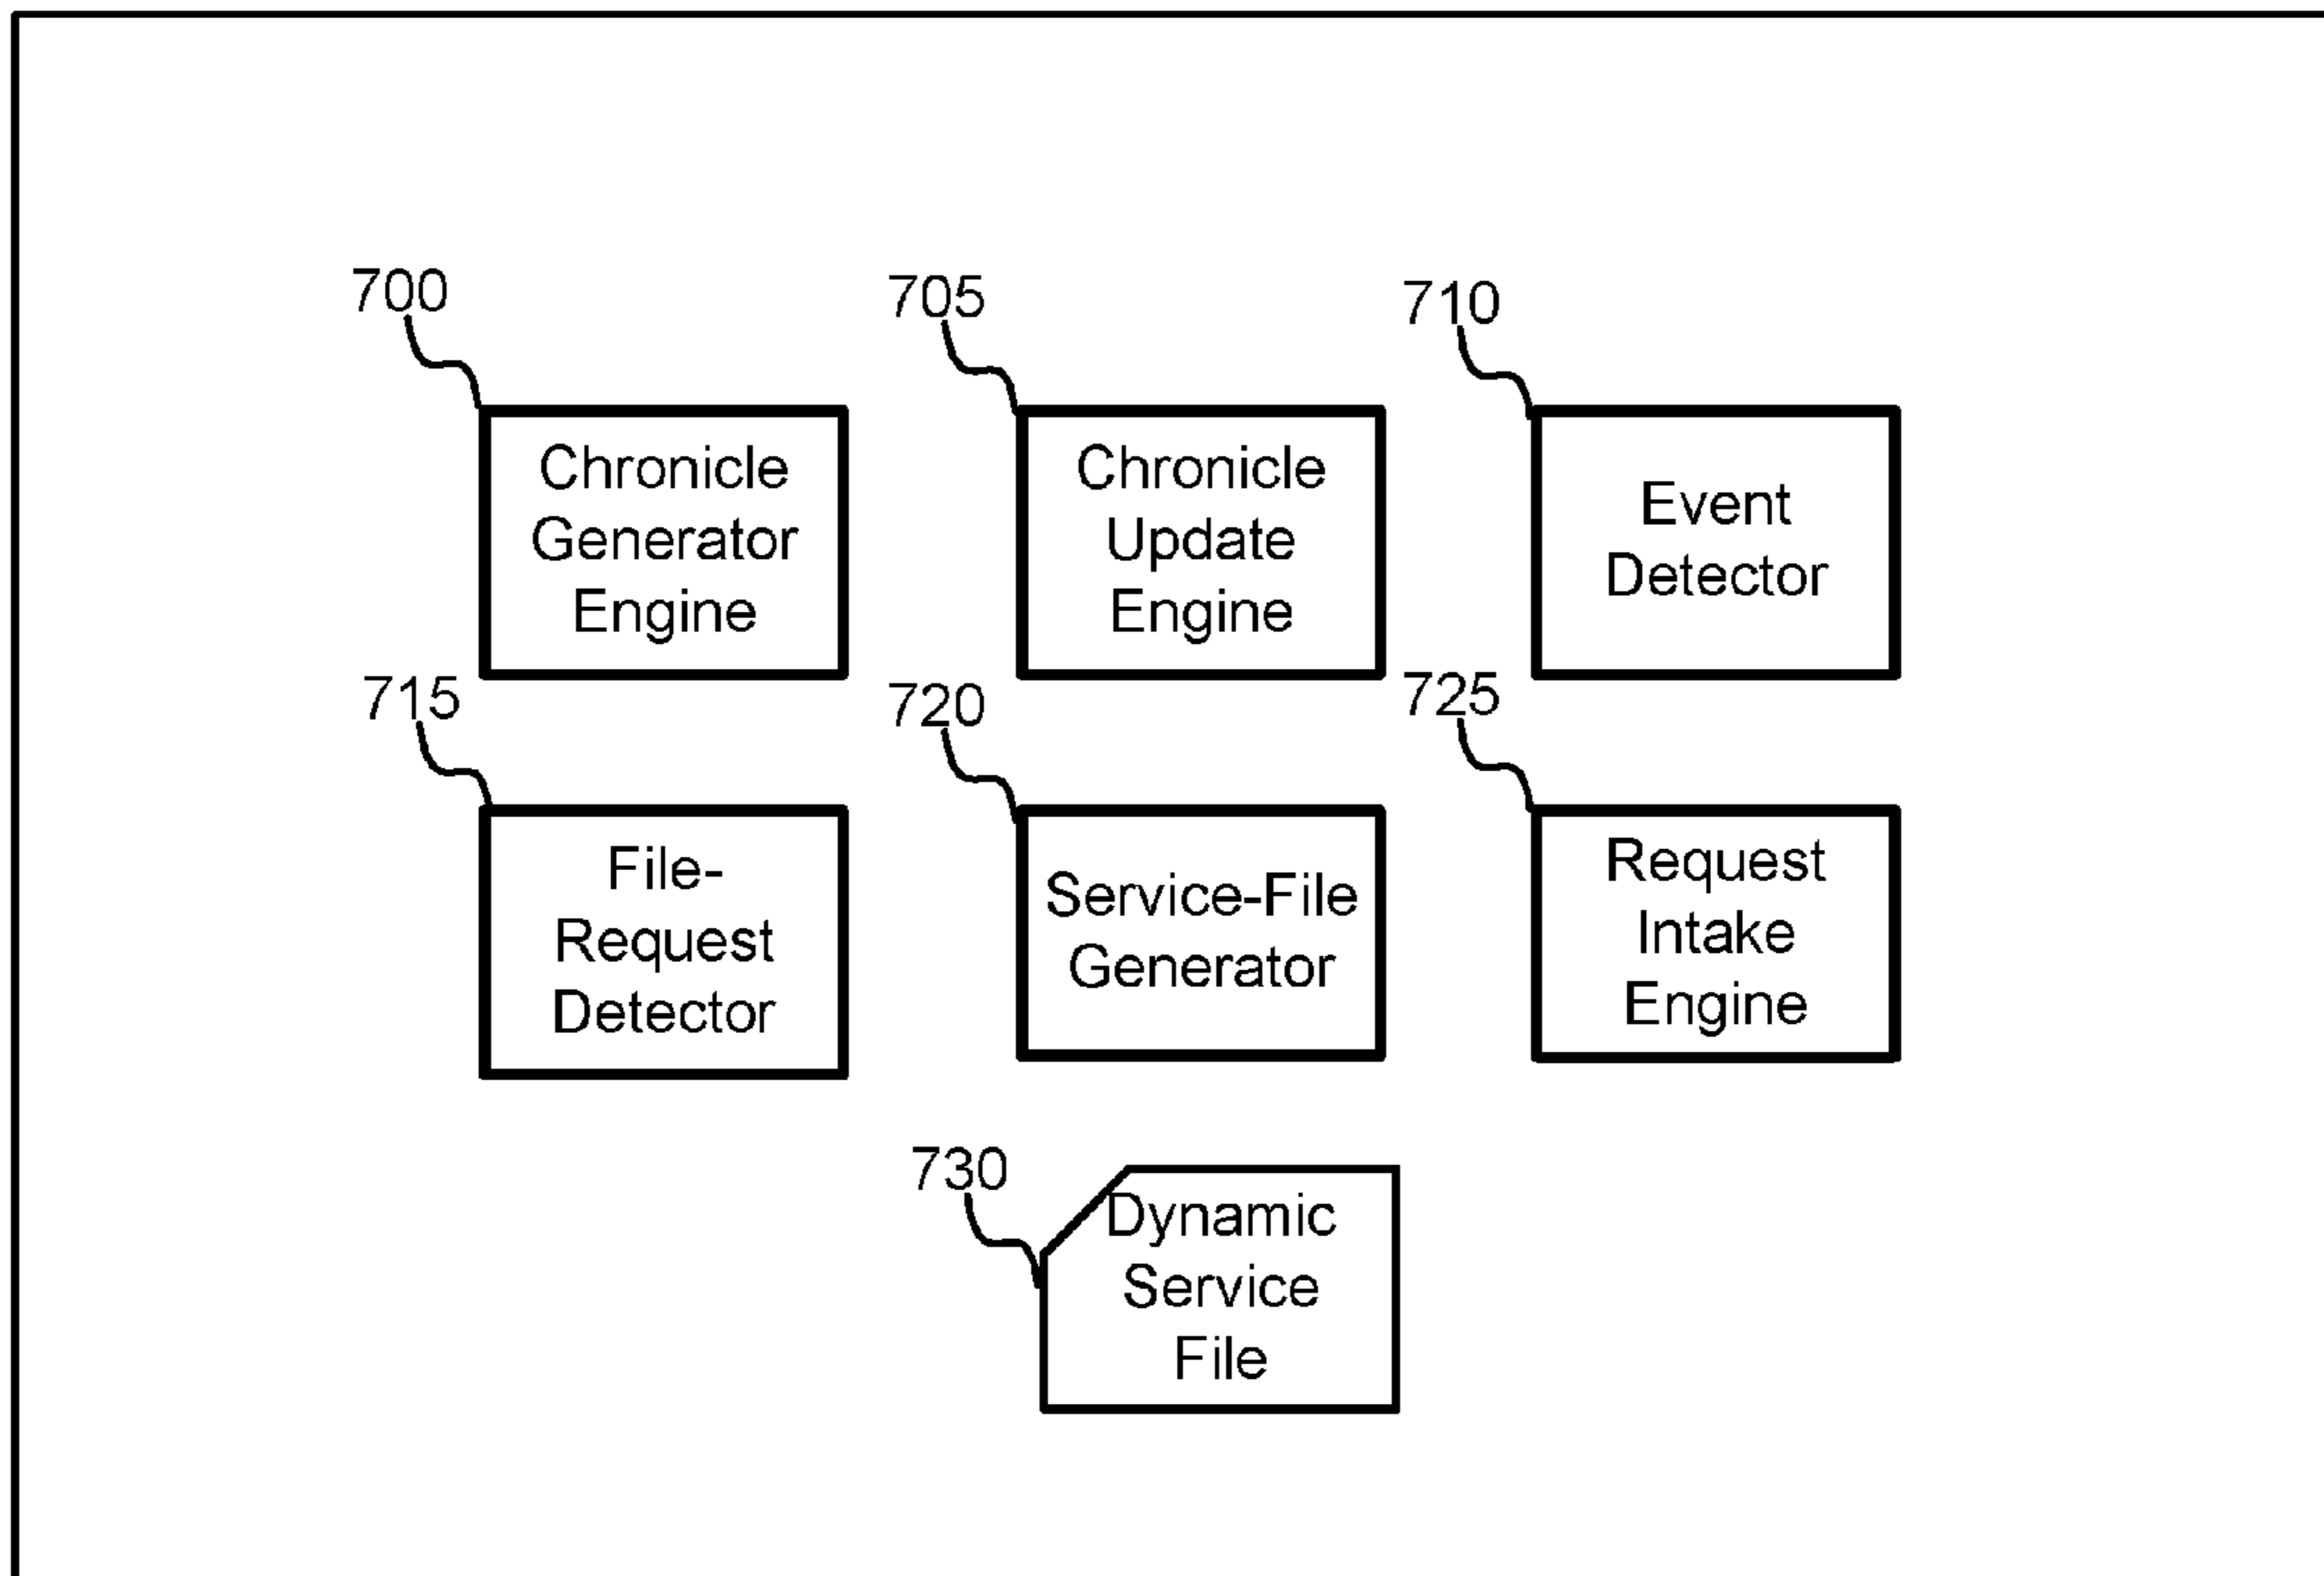 700
Chronicle
Generator
Engine
705
Chronicle
Update
Engine
710
Event
Detector
715
File-
Request
Detector
720
Service-File
Generator
725
Request
Intake
Engine
730
Dynamic
Service
File